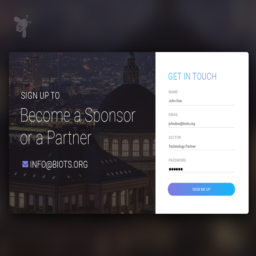 SIGN UP TO
Become a Sponsor
or a Partner
INFO@BIOTS.ORG
GET IN TOUCH
NAME
John Doe
EMAIL
johndoe@biots.org
SECTOR
Technology Partner
PASSWORD
SIGN ME UP